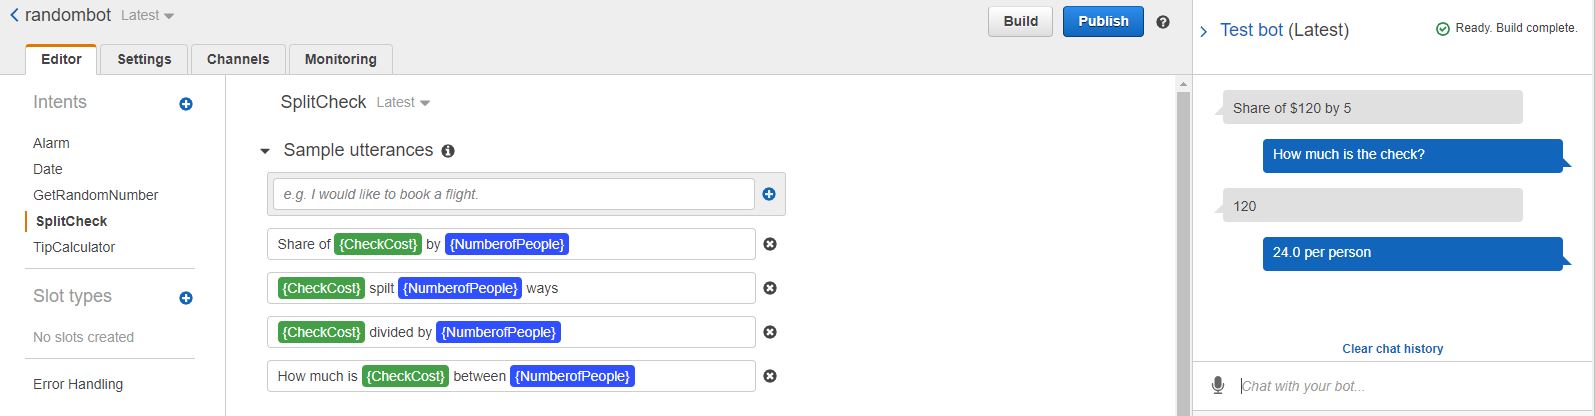 randombot Latest
Build
Publish
Editor
Settings
Channels
Monitoring
Intents
Alarm
Date
GetRandomNumber
SplitCheck
TipCalculator
Slot types
No slots created
Error Handling
SplitCheck Latest
Sample utterances
e.g. I would like to book a flight.
Share of {CheckCost} by {NumberofPeople}
{CheckCost} spilt {NumberofPeople} ways
{CheckCost} divided by {NumberofPeople}
How much is {CheckCost} between {NumberofPeople}
Test bot (Latest)
Ready. Build complete.
Share of $120 by 5
How much is the check?
120
24.0 per person
Clear chat history
Chat with your bot...